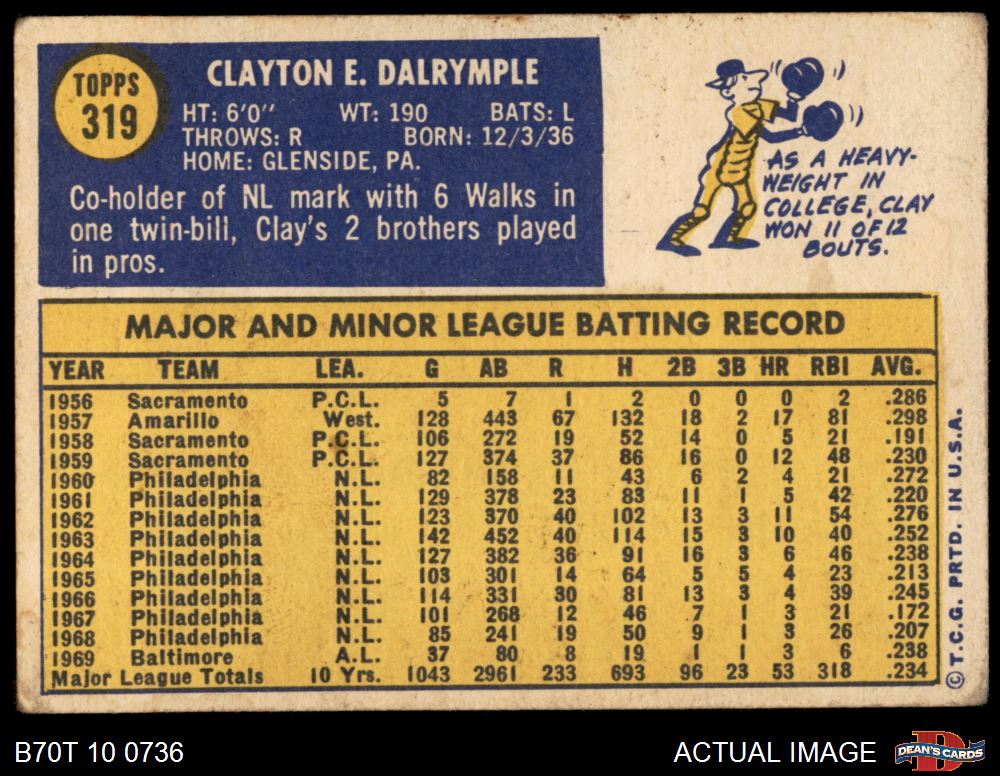 TOPPS
319
CLAYTON E. DALRYMPLE
HT: 6'0" WT: 190 BATS: L
THROWS: R BORN: 12/3/36
HOME: GLENSIDE, PA.
Co-holder of NL mark with 6 Walks in
one twin-bill, Clay's 2 brothers played
in pros.
AS A HEAVY-
WEIGHT IN
COLLEGE, CLAY
WON 11 OF 12
BOUTS.
MAJOR AND MINOR LEAGUE BATTING RECORD
YEAR TEAM LEA. G AB R H 2B 3B HR RBI AVG.
1956 Sacramento P.C.L. 5 7 1 2 0 0 0 2 .286
1957 Amarillo West. 128 443 67 132 18 2 17 81 .298
1958 Sacramento P.C.L. 106 272 19 52 14 0 5 21 .191
1959 Sacramento P.C.L. 127 374 37 86 16 0 12 48 .230
1960 Philadelphia N.L. 82 158 11 43 6 2 4 21 .272
1961 Philadelphia N.L. 129 378 23 83 11 1 5 42 .220
1962 Philadelphia N.L. 123 370 40 102 13 3 11 54 .276
1963 Philadelphia N.L. 142 452 40 114 15 3 10 40 .252
1964 Philadelphia N.L. 127 382 36 91 16 3 6 46 .238
1965 Philadelphia N.L. 103 301 14 64 5 5 4 23 .213
1966 Philadelphia N.L. 114 331 30 81 13 3 4 39 .245
1967 Philadelphia N.L. 101 268 12 46 7 1 3 21 .172
1968 Philadelphia N.L. 85 241 19 50 9 1 3 26 .207
1969 Baltimore A.L. 37 80 8 19 1 1 3 6 .238
Major League Totals 10 Yrs. 1043 2961 233 693 96 23 53 318 .234
©T.C.G. PRTD. IN U.S.A.
B70T 10 0736
ACTUAL IMAGE
D
DEAN'S CARDS